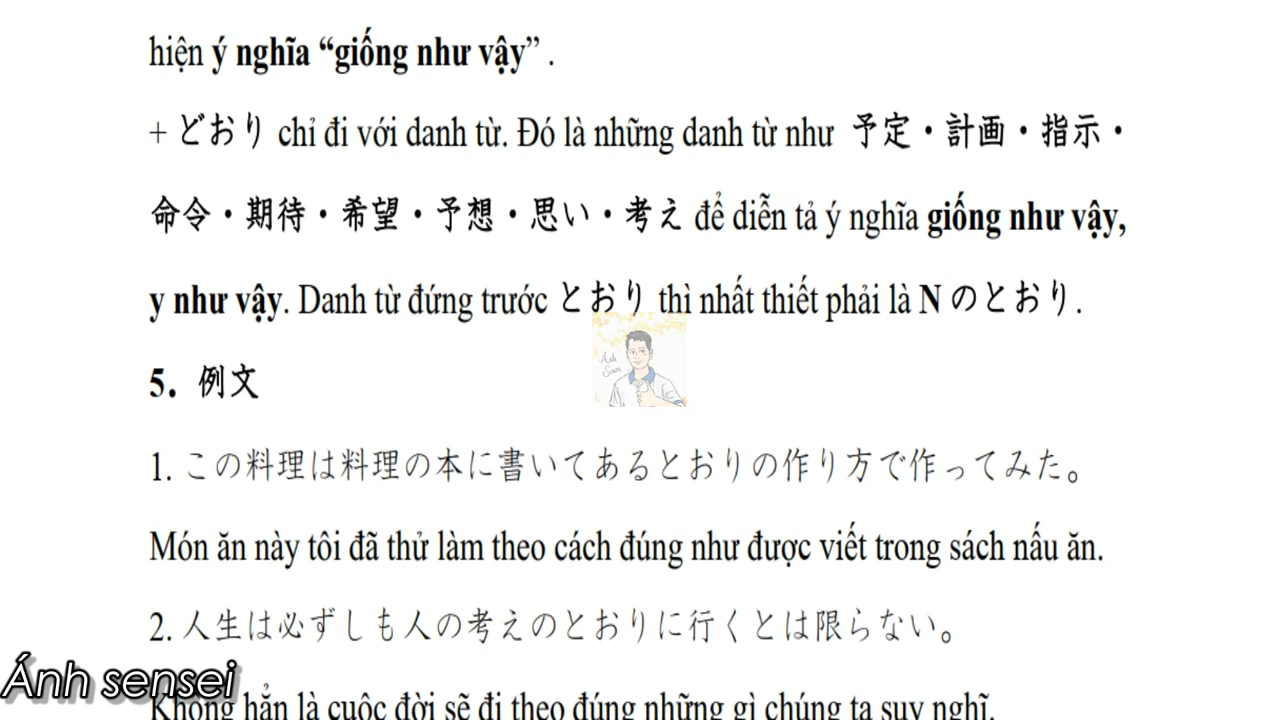 hiện ý nghĩa “giống như vậy” .
+ どおり chỉ đi với danh từ. Đó là những danh từ như 予定・計画・指示・
命令・期待・希望・予想・思い・考え để diễn tả ý nghĩa giống như vậy,
y như vậy. Danh từ đứng trước とおり thì nhất thiết phải là N のとおり.
Ánh
Sensei
5. 例文
1. この料理は料理の本に書いてあるとおりの作り方で作ってみた。
Món ăn này tôi đã thử làm theo cách đúng như được viết trong sách nấu ăn.
2. 人生は必ずしも人の考えのとおりに行くとは限らない。
Ánh sensei
Không hẳn là cuộc đời sẽ đi theo đúng những gì chúng ta suy nghĩ.